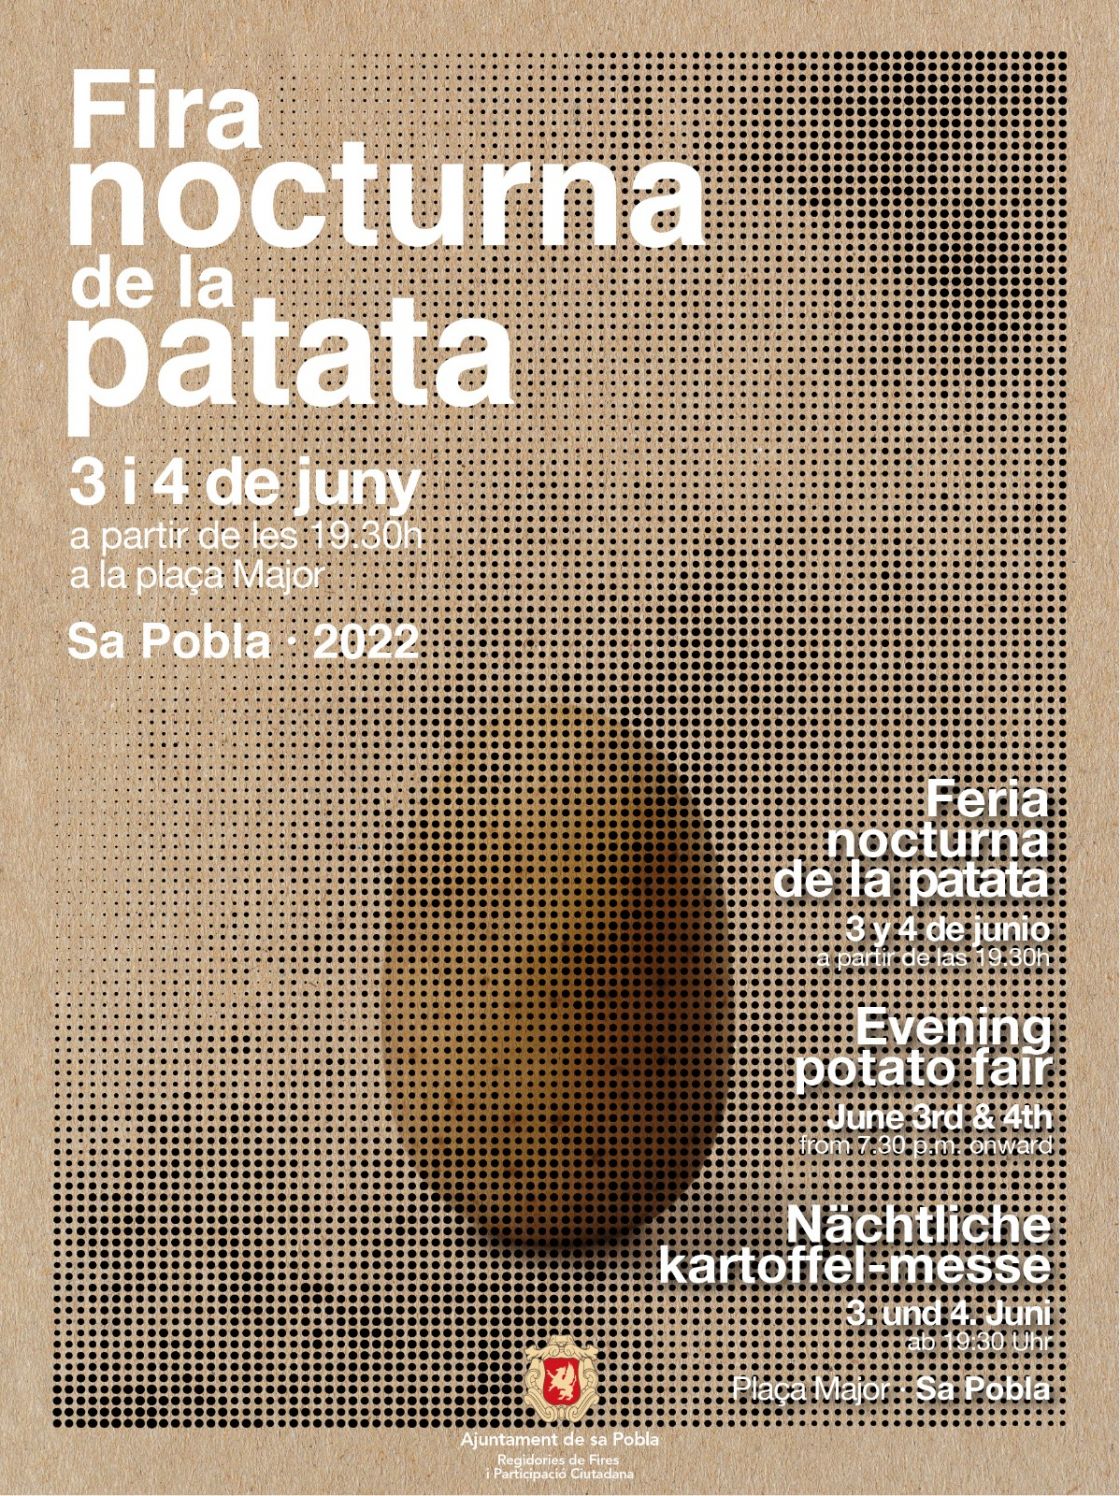 Fira
nocturna
de la
patata
3 i 4 de juny
a partir de les 19.30h
a la plaça Major
Sa Pobla · 2022
Feria
nocturna
de la patata
3 y 4 de junio
a partir de las 19.30h
Evening
potato fair
June 3rd & 4th
from 7.30 p.m. onward
Nächtliche
kartoffel-messe
3. und 4. Juni
ab 19:30 Uhr
Plaça Major · Sa Pobla
Ajuntament de sa Pobla
Regidories de Fires
i Participació Ciutadana